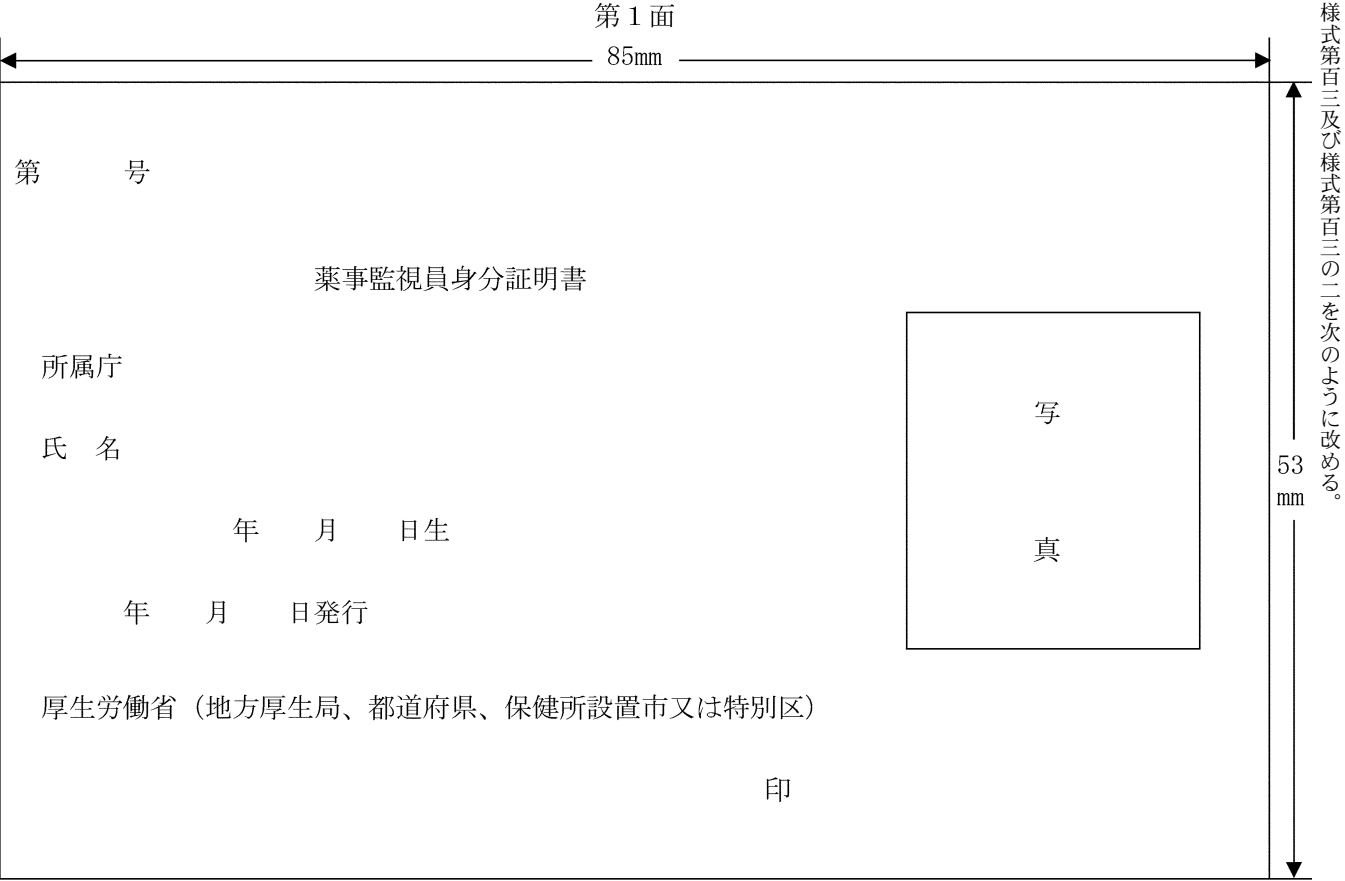 様式第百三及び様式第百三の二を次のように改める。
第１面
85mm
第　　　号
薬事監視員身分証明書
所属庁
氏　名
年　　月　　日生
年　　月　　日発行
厚生労働省（地方厚生局、都道府県、保健所設置市又は特別区）
印
写
真
53
mm